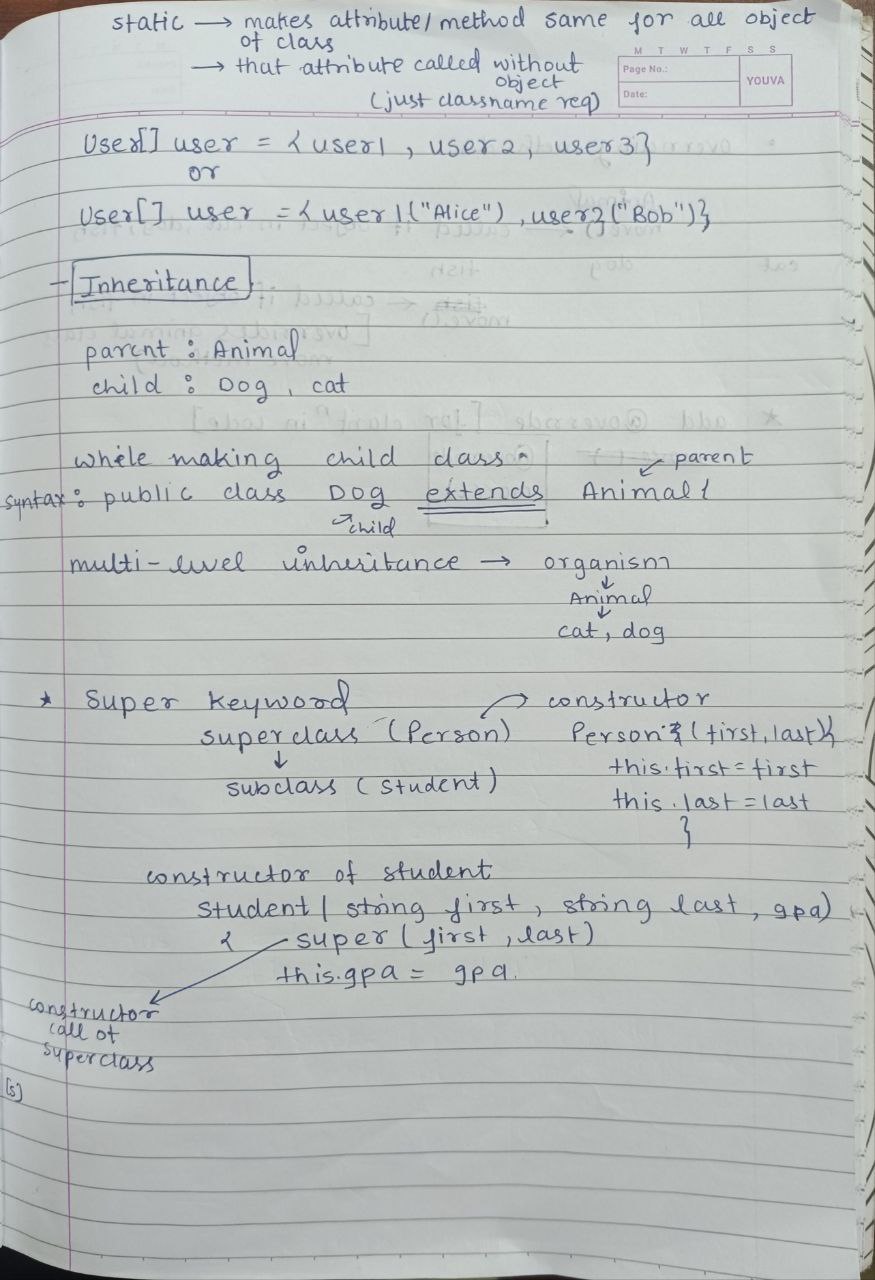 static → makes attribute/method same for all object
of class
→ that attribute called without
object
(just classname req)
M T W T F S S
Page No.:
Date:
YOUVA
User[] user = { user1 , user2, user3}
or
User[] user = { user1("Alice") , user2("Bob")}
Inheritance
parent : Animal
child : Dog , cat
while making child class
parent
syntax : public class Dog extends Animal {
child
multi-level inheritance → organism
↓
Animal
↓
cat, dog
* Super Keyword → constructor
superclass (Person) Person {(first, last){
↓ this.first = first
subclass (student) this.last = last
}
constructor of student
student ( string first, string last, gpa)
{ super (first, last)
this.gpa = gpa.
constructor
call of
superclass
[s]